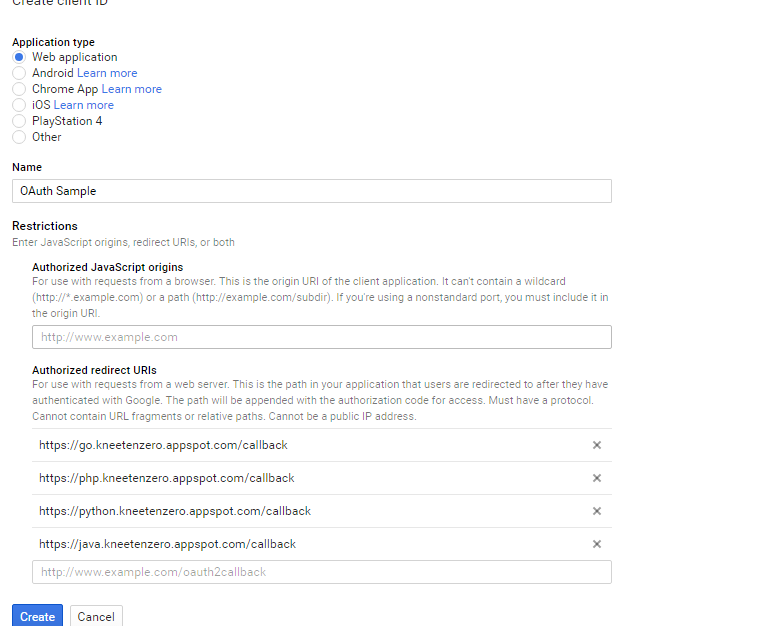 Create client ID
Application type
Web application
Android Learn more
Chrome App Learn more
iOS Learn more
PlayStation 4
Other
Name
OAuth Sample
Restrictions
Enter JavaScript origins, redirect URIs, or both
Authorized JavaScript origins
For use with requests from a browser. This is the origin URI of the client application. It can't contain a wildcard
(http://*.example.com) or a path (http://example.com/subdir). If you're using a nonstandard port, you must include it in
the origin URI.
http://www.example.com
Authorized redirect URIs
For use with requests from a web server. This is the path in your application that users are redirected to after they have
authenticated with Google. The path will be appended with the authorization code for access. Must have a protocol.
Cannot contain URL fragments or relative paths. Cannot be a public IP address.
https://go.kneetenzero.appspot.com/callback
https://php.kneetenzero.appspot.com/callback
https://python.kneetenzero.appspot.com/callback
https://java.kneetenzero.appspot.com/callback
http://www.example.com/oauth2callback
Create Cancel